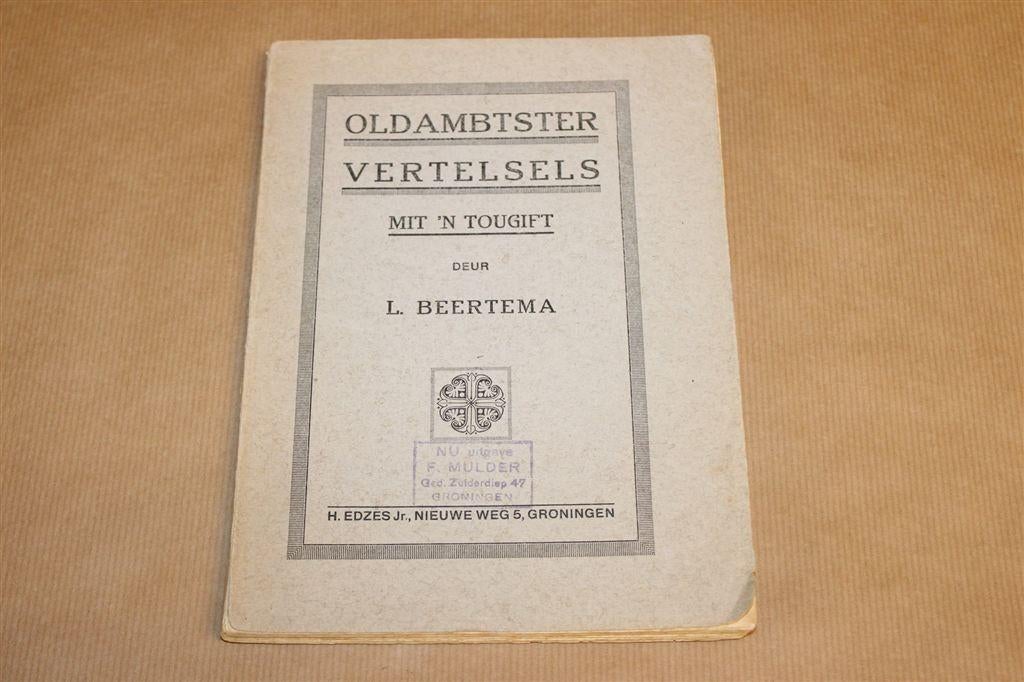 OLDAMBTSTER
VERTELSELS
MIT 'N TOUGIFT
DEUR
L. BEERTEMA
NU uitgave
F. MULDER
Ged. Zuiderdiep 47
GRONINGEN
H. EDZES Jr., NIEUWE WEG 5, GRONINGEN